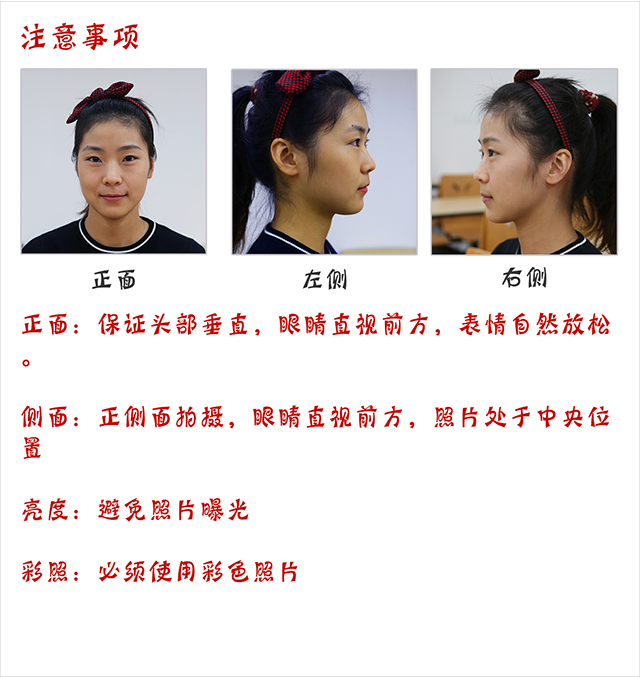 注意事项
正面
左侧
右侧
正面：保证头部垂直，眼睛直视前方，表情自然放松
。
侧面：正侧面拍摄，眼睛直视前方，照片处于中央位
置
亮度：避免照片曝光
彩照：必须使用彩色照片